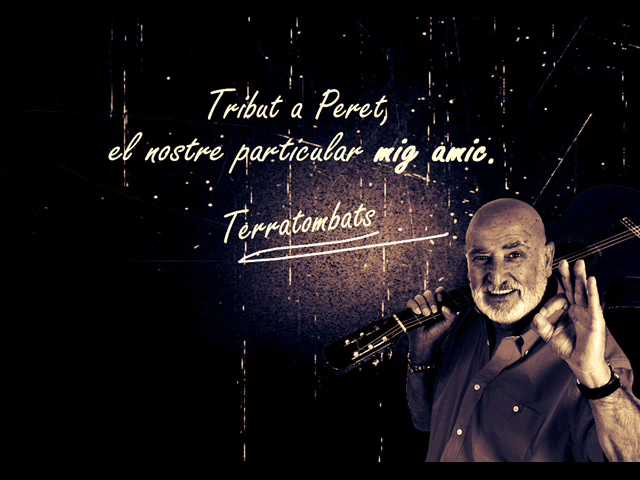 Tribut a Peret,
el nostre particular mig amic.
Terratombats